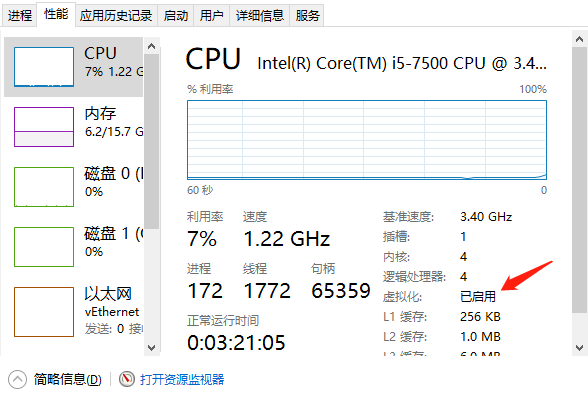 进程 性能 应用历史记录 启动 用户 详细信息 服务
CPU
7% 1.22 G
内存
6.2/15.7 G
磁盘 0 (
0%
磁盘 1 (
0%
以太网
vEthernet
发送: 0 接
CPU Intel(R) Core(TM) i5-7500 CPU @ 3.4...
% 利用率 100%
60 秒 0
利用率 速度
7% 1.22 GHz
进程 线程 句柄
172 1772 65359
正常运行时间
0:03:21:05
基准速度: 3.40 GHz
插槽: 1
内核: 4
逻辑处理器: 4
虚拟化: 已启用
L1 缓存: 256 KB
L2 缓存: 1.0 MB
L3 缓存: 6.0 MB
简略信息(D) 打开资源监视器